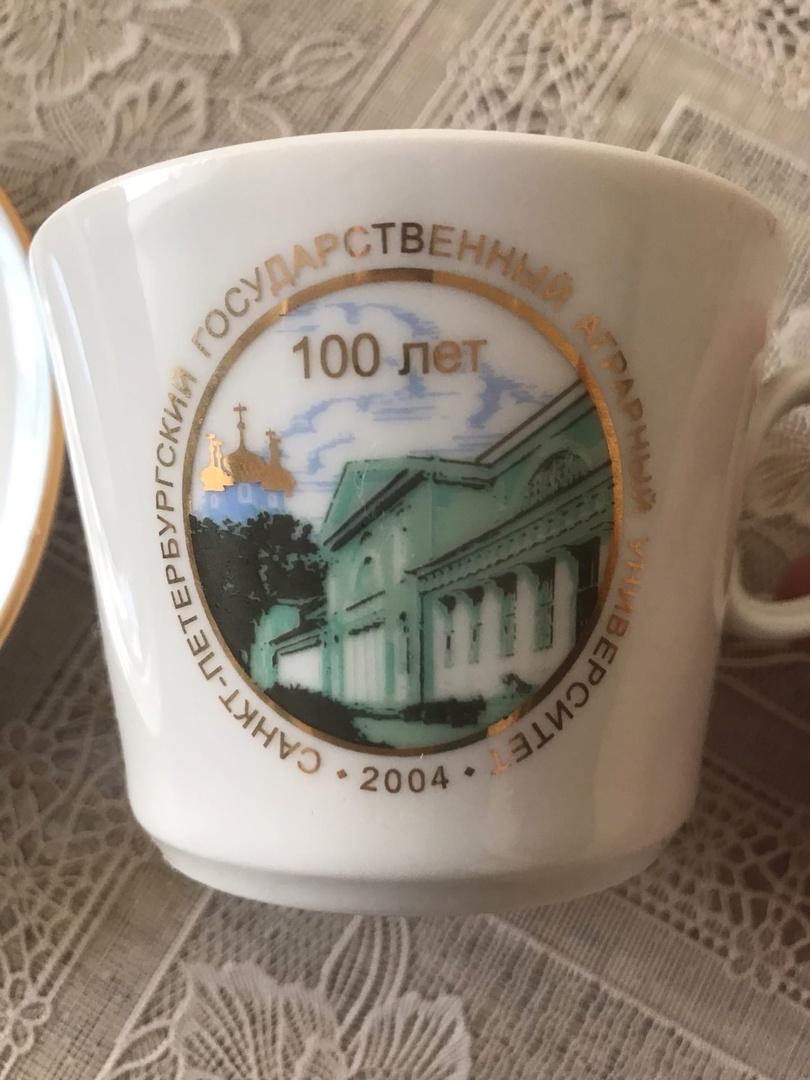 САНКТ-ПЕТЕРБУРГСКИЙ ГОСУДАРСТВЕННЫЙ АГРАРНЫЙ УНИВЕРСИТЕТ
100 лет
• 2004 •